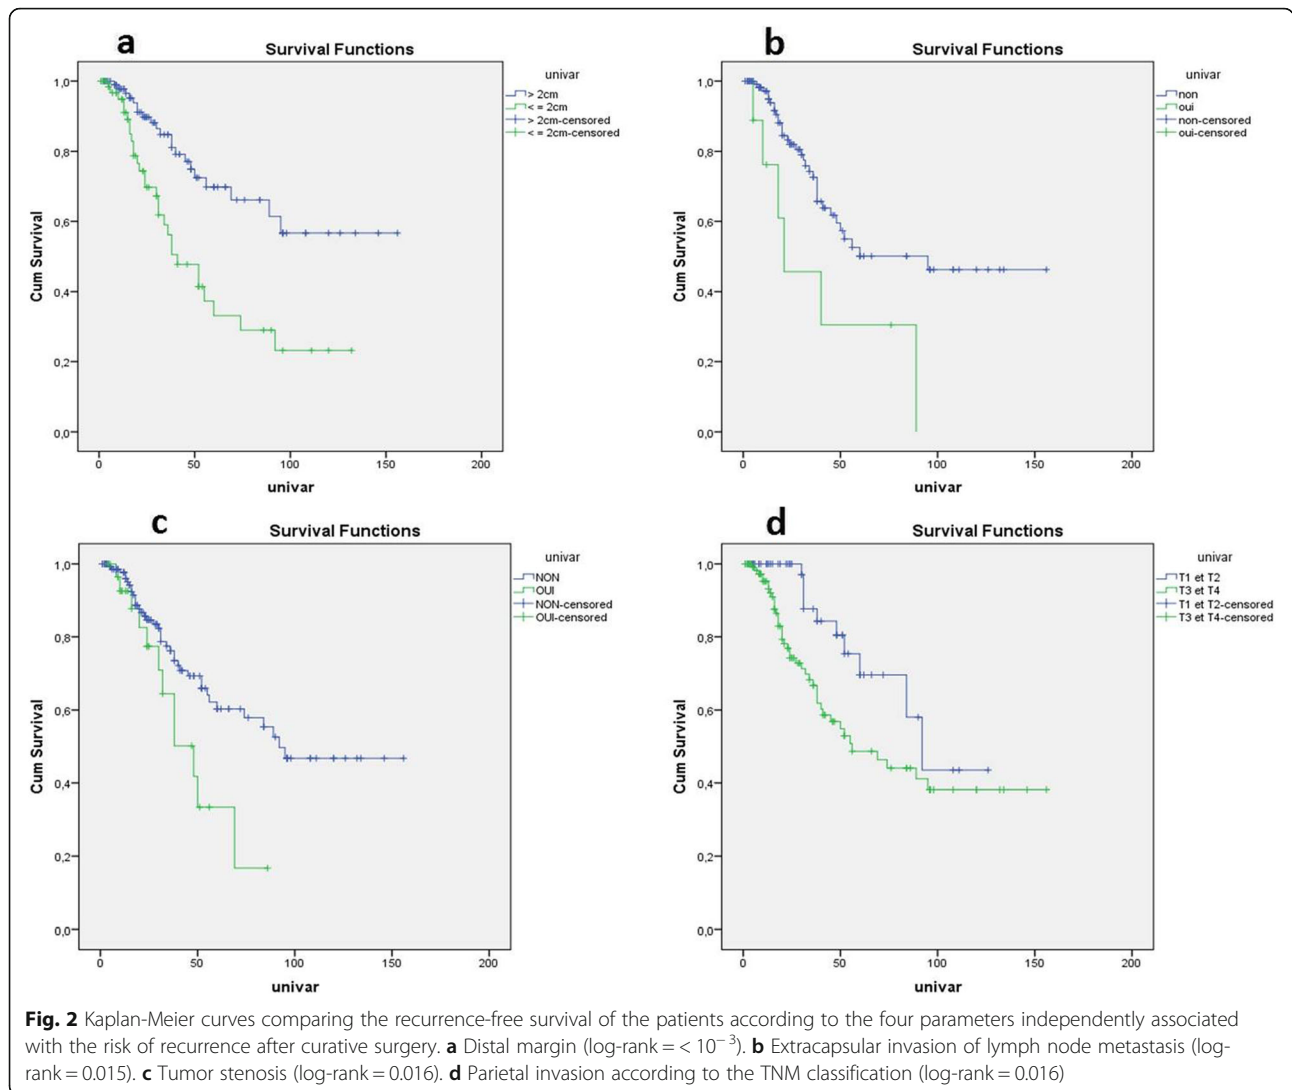 a
Survival Functions
univar
> 2cm
< = 2cm
> 2cm-censored
< = 2cm-censored
Cum Survival
1,0
0,8
0,6
0,4
0,2
0,0
0 50 100 150 200
univar
b
Survival Functions
univar
non
oui
non-censored
oui-censored
Cum Survival
1,0
0,8
0,6
0,4
0,2
0,0
0 50 100 150 200
univar
c
Survival Functions
univar
NON
OUI
NON-censored
OUI-censored
Cum Survival
1,0
0,8
0,6
0,4
0,2
0,0
0 50 100 150 200
univar
d
Survival Functions
univar
T1 et T2
T3 et T4
T1 et T2-censored
T3 et T4-censored
Cum Survival
1,0
0,8
0,6
0,4
0,2
0,0
0 50 100 150 200
univar
Fig. 2 Kaplan-Meier curves comparing the recurrence-free survival of the patients according to the four parameters independently associated
with the risk of recurrence after curative surgery. a Distal margin (log-rank = < 10⁻³). b Extracapsular invasion of lymph node metastasis (log-
rank = 0.015). c Tumor stenosis (log-rank = 0.016). d Parietal invasion according to the TNM classification (log-rank = 0.016)